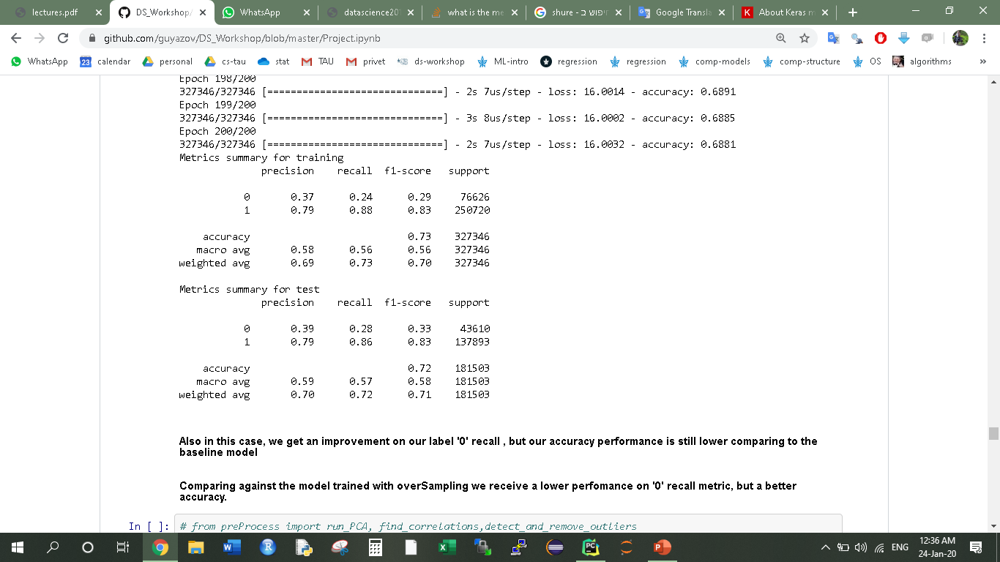 lectures.pdf
DS_Workshop/
WhatsApp
datascience201
what is the me
shure - חיפוש ב
Google Transla
About Keras m
github.com/guyazov/DS_Workshop/blob/master/Project.ipynb
WhatsApp
23 calendar
personal
cs-tau
stat
TAU
privet
ds-workshop
ML-intro
regression
regression
comp-models
comp-structure
OS
algorithms
»
Epoch 198/200
327346/327346 [==============================] - 2s 7us/step - loss: 16.0014 - accuracy: 0.6891
Epoch 199/200
327346/327346 [==============================] - 3s 8us/step - loss: 16.0002 - accuracy: 0.6885
Epoch 200/200
327346/327346 [==============================] - 2s 7us/step - loss: 16.0032 - accuracy: 0.6881
Metrics summary for training
precision recall f1-score support
0 0.37 0.24 0.29 76626
1 0.79 0.88 0.83 250720
accuracy 0.73 327346
macro avg 0.58 0.56 0.56 327346
weighted avg 0.69 0.73 0.70 327346
Metrics summary for test
precision recall f1-score support
0 0.39 0.28 0.33 43610
1 0.79 0.86 0.83 137893
accuracy 0.72 181503
macro avg 0.59 0.57 0.58 181503
weighted avg 0.70 0.72 0.71 181503
Also in this case, we get an improvement on our label '0' recall , but our accuracy performance is still lower comparing to the
baseline model
Comparing against the model trained with overSampling we receive a lower perfomance on '0' recall metric, but a better
accuracy.
In [ ]: # from preProcess import run_PCA, find_correlations,detect_and_remove_outliers
ENG
12:36 AM
24-Jan-20